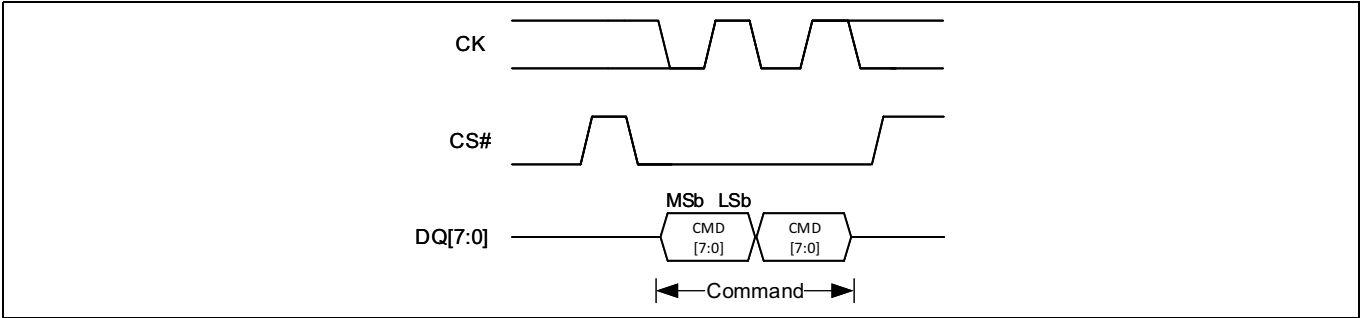 CK
CS#
MSb LSb
DQ[7:0]
CMD
[7:0]
CMD
[7:0]
Command